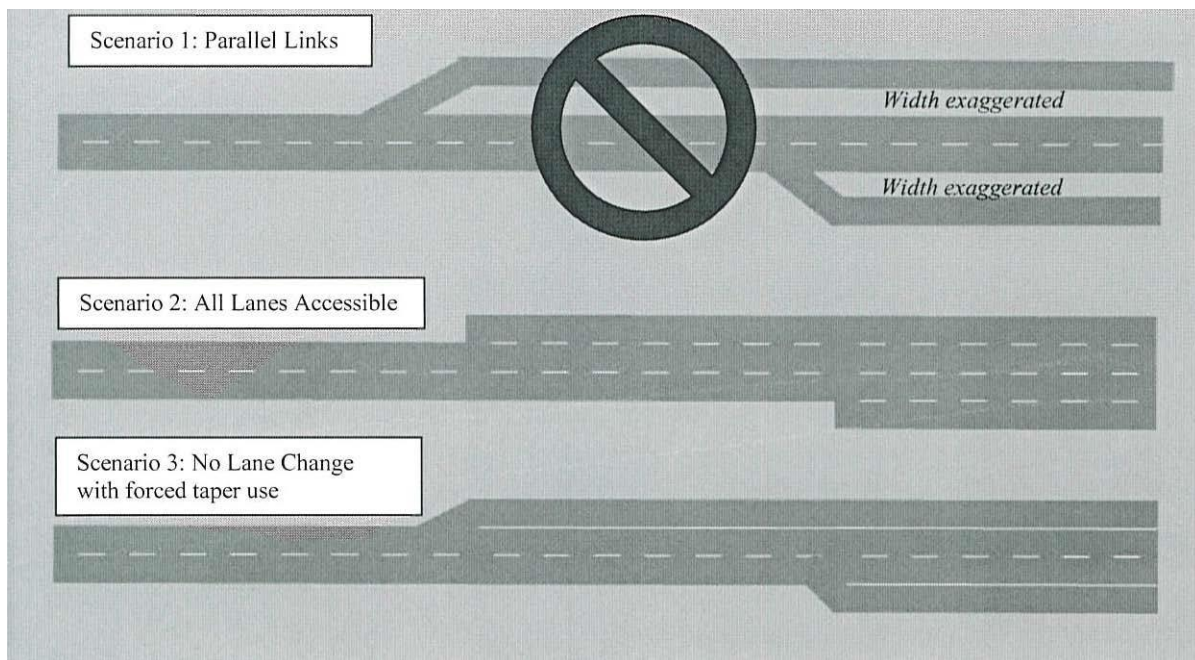 Scenario 1: Parallel Links
Width exaggerated
Width exaggerated
Scenario 2: All Lanes Accessible
Scenario 3: No Lane Change
with forced taper use